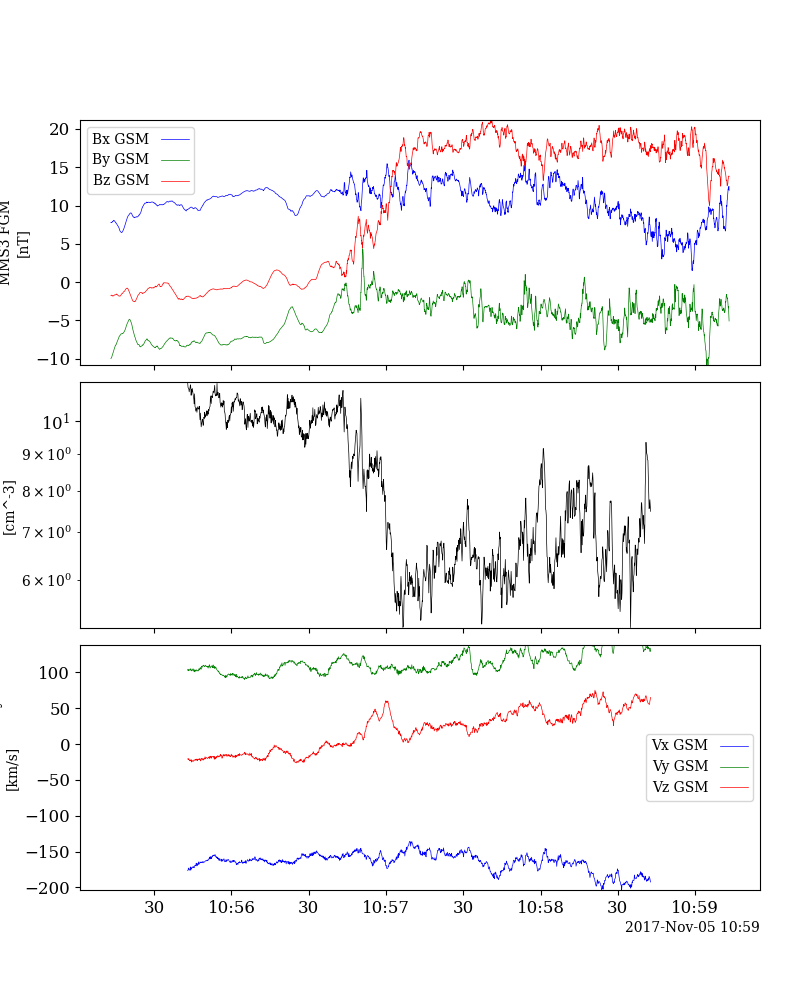 20
15
10
5
0
−5
−10
MMS3 FGM
[nT]
Bx GSM
By GSM
Bz GSM
10¹
9 × 10⁰
8 × 10⁰
7 × 10⁰
6 × 10⁰
[cm^-3]
100
50
0
−50
−100
−150
−200
[km/s]
Vx GSM
Vy GSM
Vz GSM
30 10:56 30 10:57 30 10:58 30 10:59
2017-Nov-05 10:59